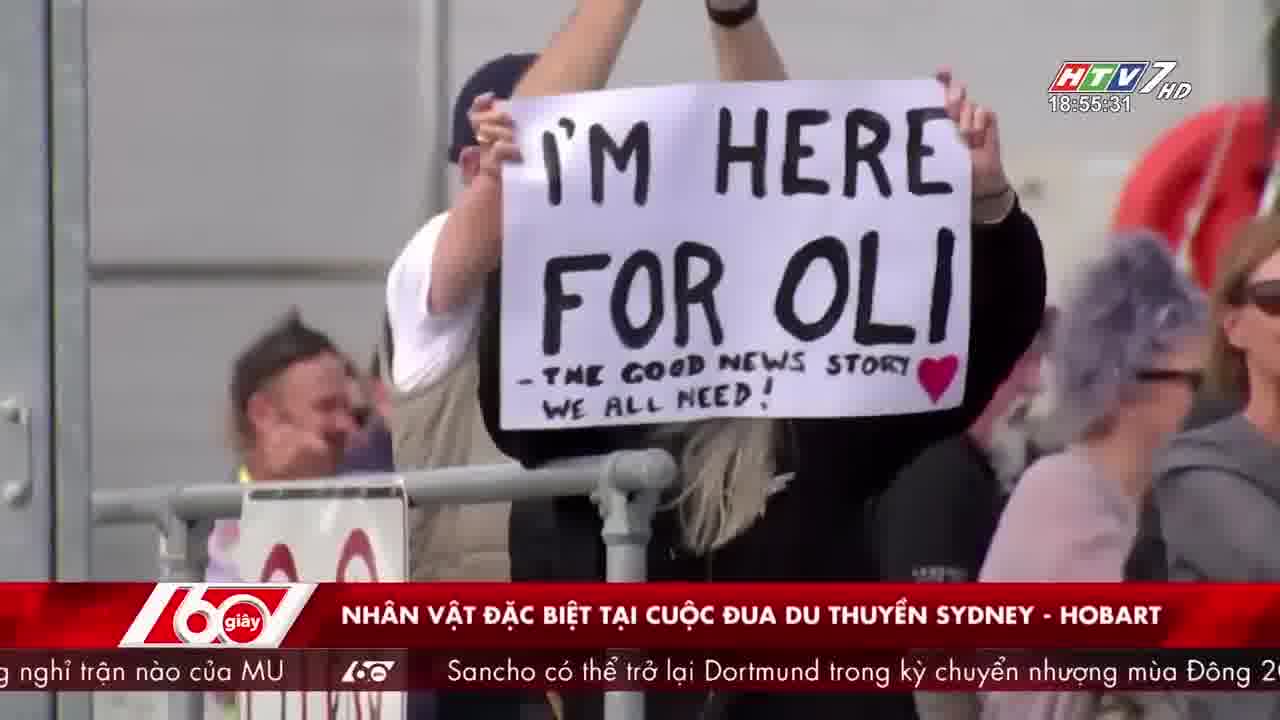 HTV7 HD
18:55:31
I'M HERE
FOR OLI
- THE GOOD NEWS STORY
WE ALL NEED!
60 giây
NHÂN VẬT ĐẶC BIỆT TẠI CUỘC ĐUA DU THUYỀN SYDNEY - HOBART
nghỉ trận nào của MU
60
Sancho có thể trở lại Dortmund trong kỳ chuyển nhượng mùa Đông